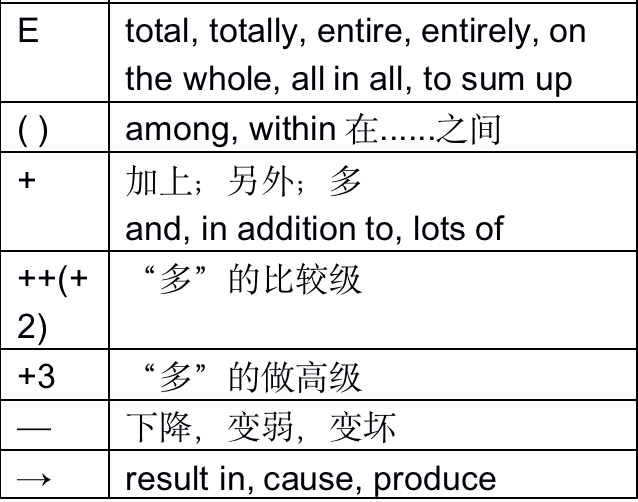 E total, totally, entire, entirely, on
the whole, all in all, to sum up
( ) among, within 在......之间
+ 加上；另外；多
and, in addition to, lots of
++(+ “多”的比较级
2)
+3 “多”的做高级
— 下降，变弱，变坏
→ result in, cause, produce